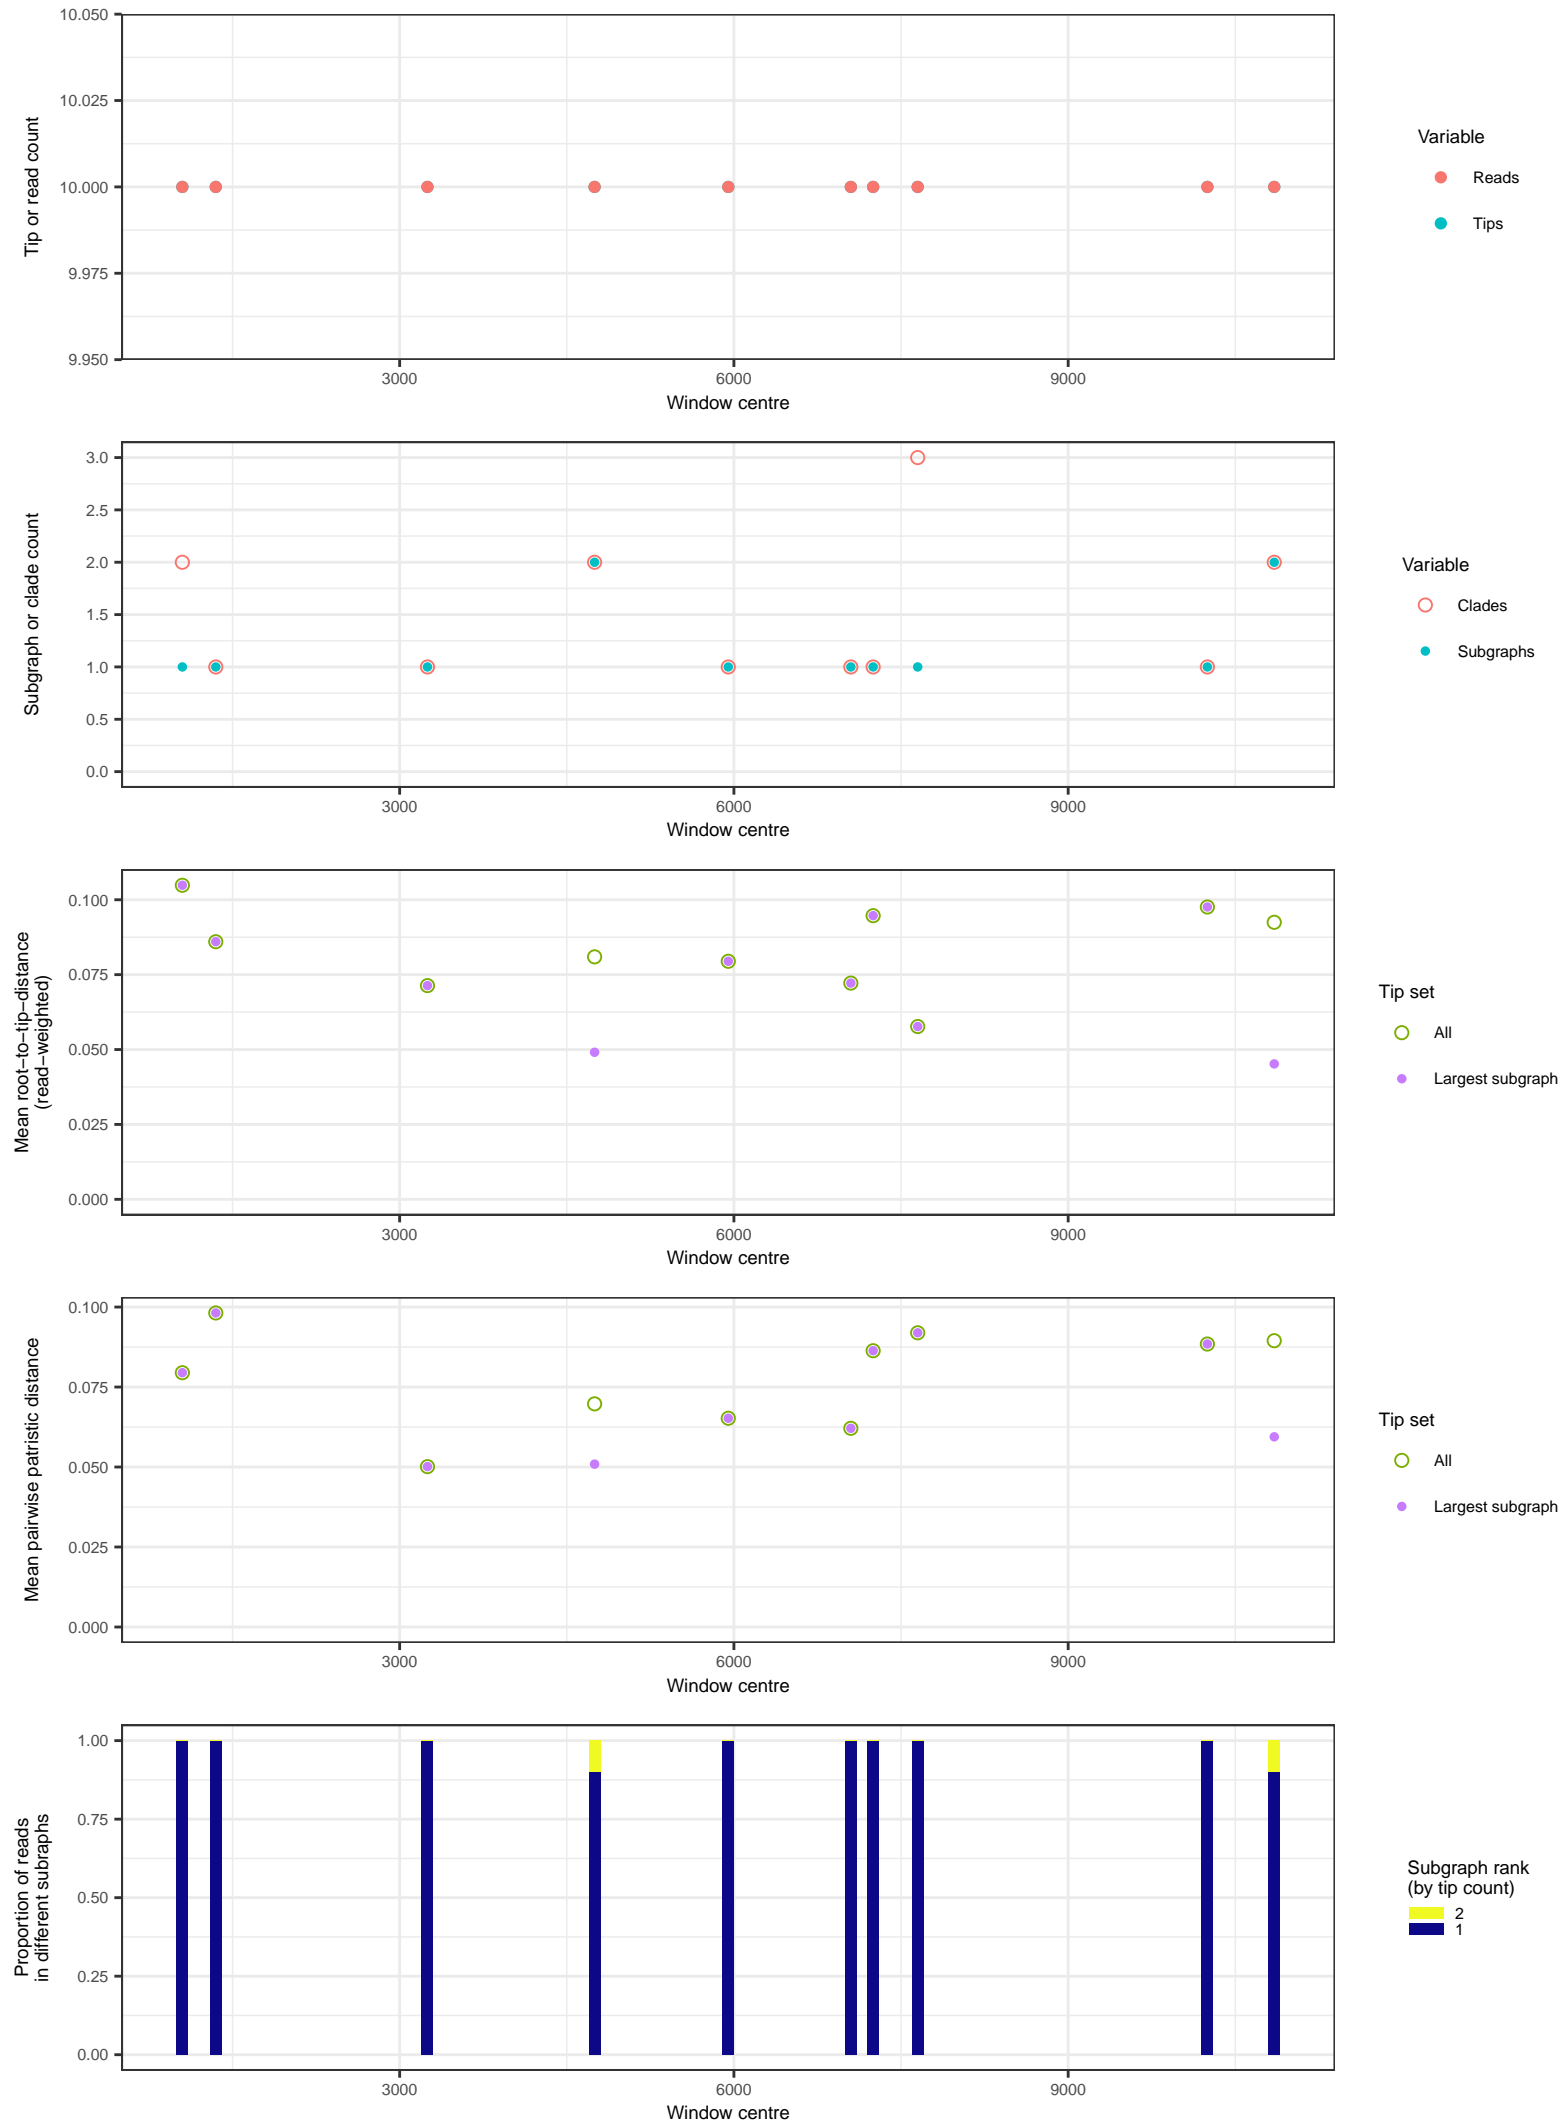 10.050
10.025
10.000
9.975
9.950
Tip or read count
3000
6000
9000
Window centre
Variable
Reads
Tips
3.0
2.5
2.0
1.5
1.0
0.5
0.0
Subgraph or clade count
3000
6000
9000
Window centre
Variable
Clades
Subgraphs
0.100
0.075
0.050
0.025
0.000
Mean root−to−tip−distance
(read−weighted)
3000
6000
9000
Window centre
Tip set
All
Largest subgraph
0.100
0.075
0.050
0.025
0.000
Mean pairwise patristic distance
3000
6000
9000
Window centre
Tip set
All
Largest subgraph
1.00
0.75
0.50
0.25
0.00
Proportion of reads
in different subraphs
3000
6000
9000
Window centre
Subgraph rank
(by tip count)
2
1